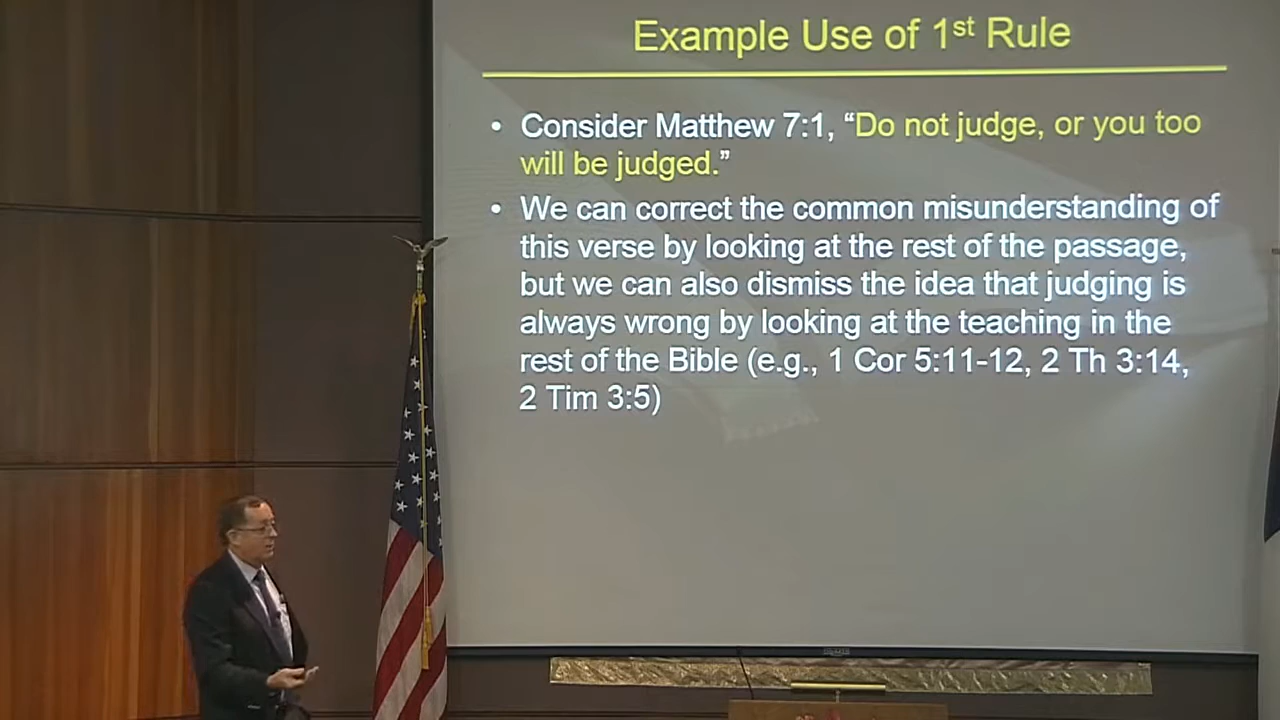 Example Use of 1st Rule
• Consider Matthew 7:1, “Do not judge, or you too
will be judged.”
• We can correct the common misunderstanding of
this verse by looking at the rest of the passage,
but we can also dismiss the idea that judging is
always wrong by looking at the teaching in the
rest of the Bible (e.g., 1 Cor 5:11-12, 2 Th 3:14,
2 Tim 3:5)